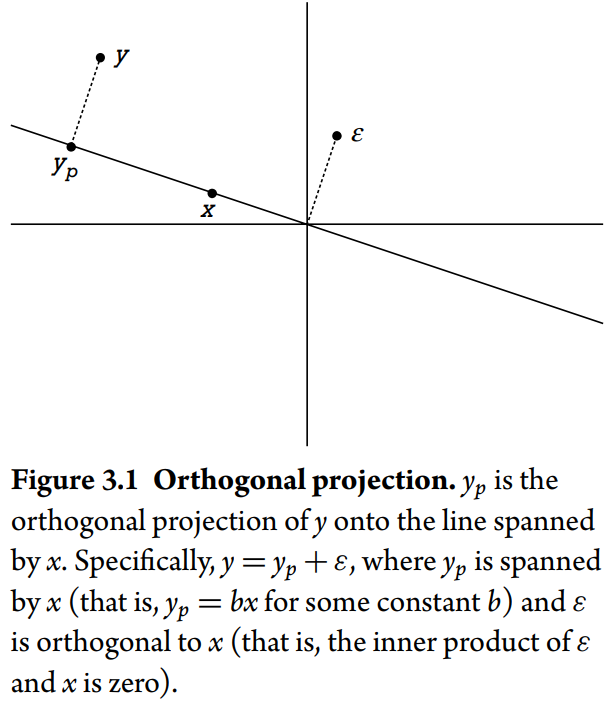 y
ε
y_p
x
Figure 3.1 Orthogonal projection. y_p is the
orthogonal projection of y onto the line spanned
by x. Specifically, y = y_p + ε, where y_p is spanned
by x (that is, y_p = bx for some constant b) and ε
is orthogonal to x (that is, the inner product of ε
and x is zero).